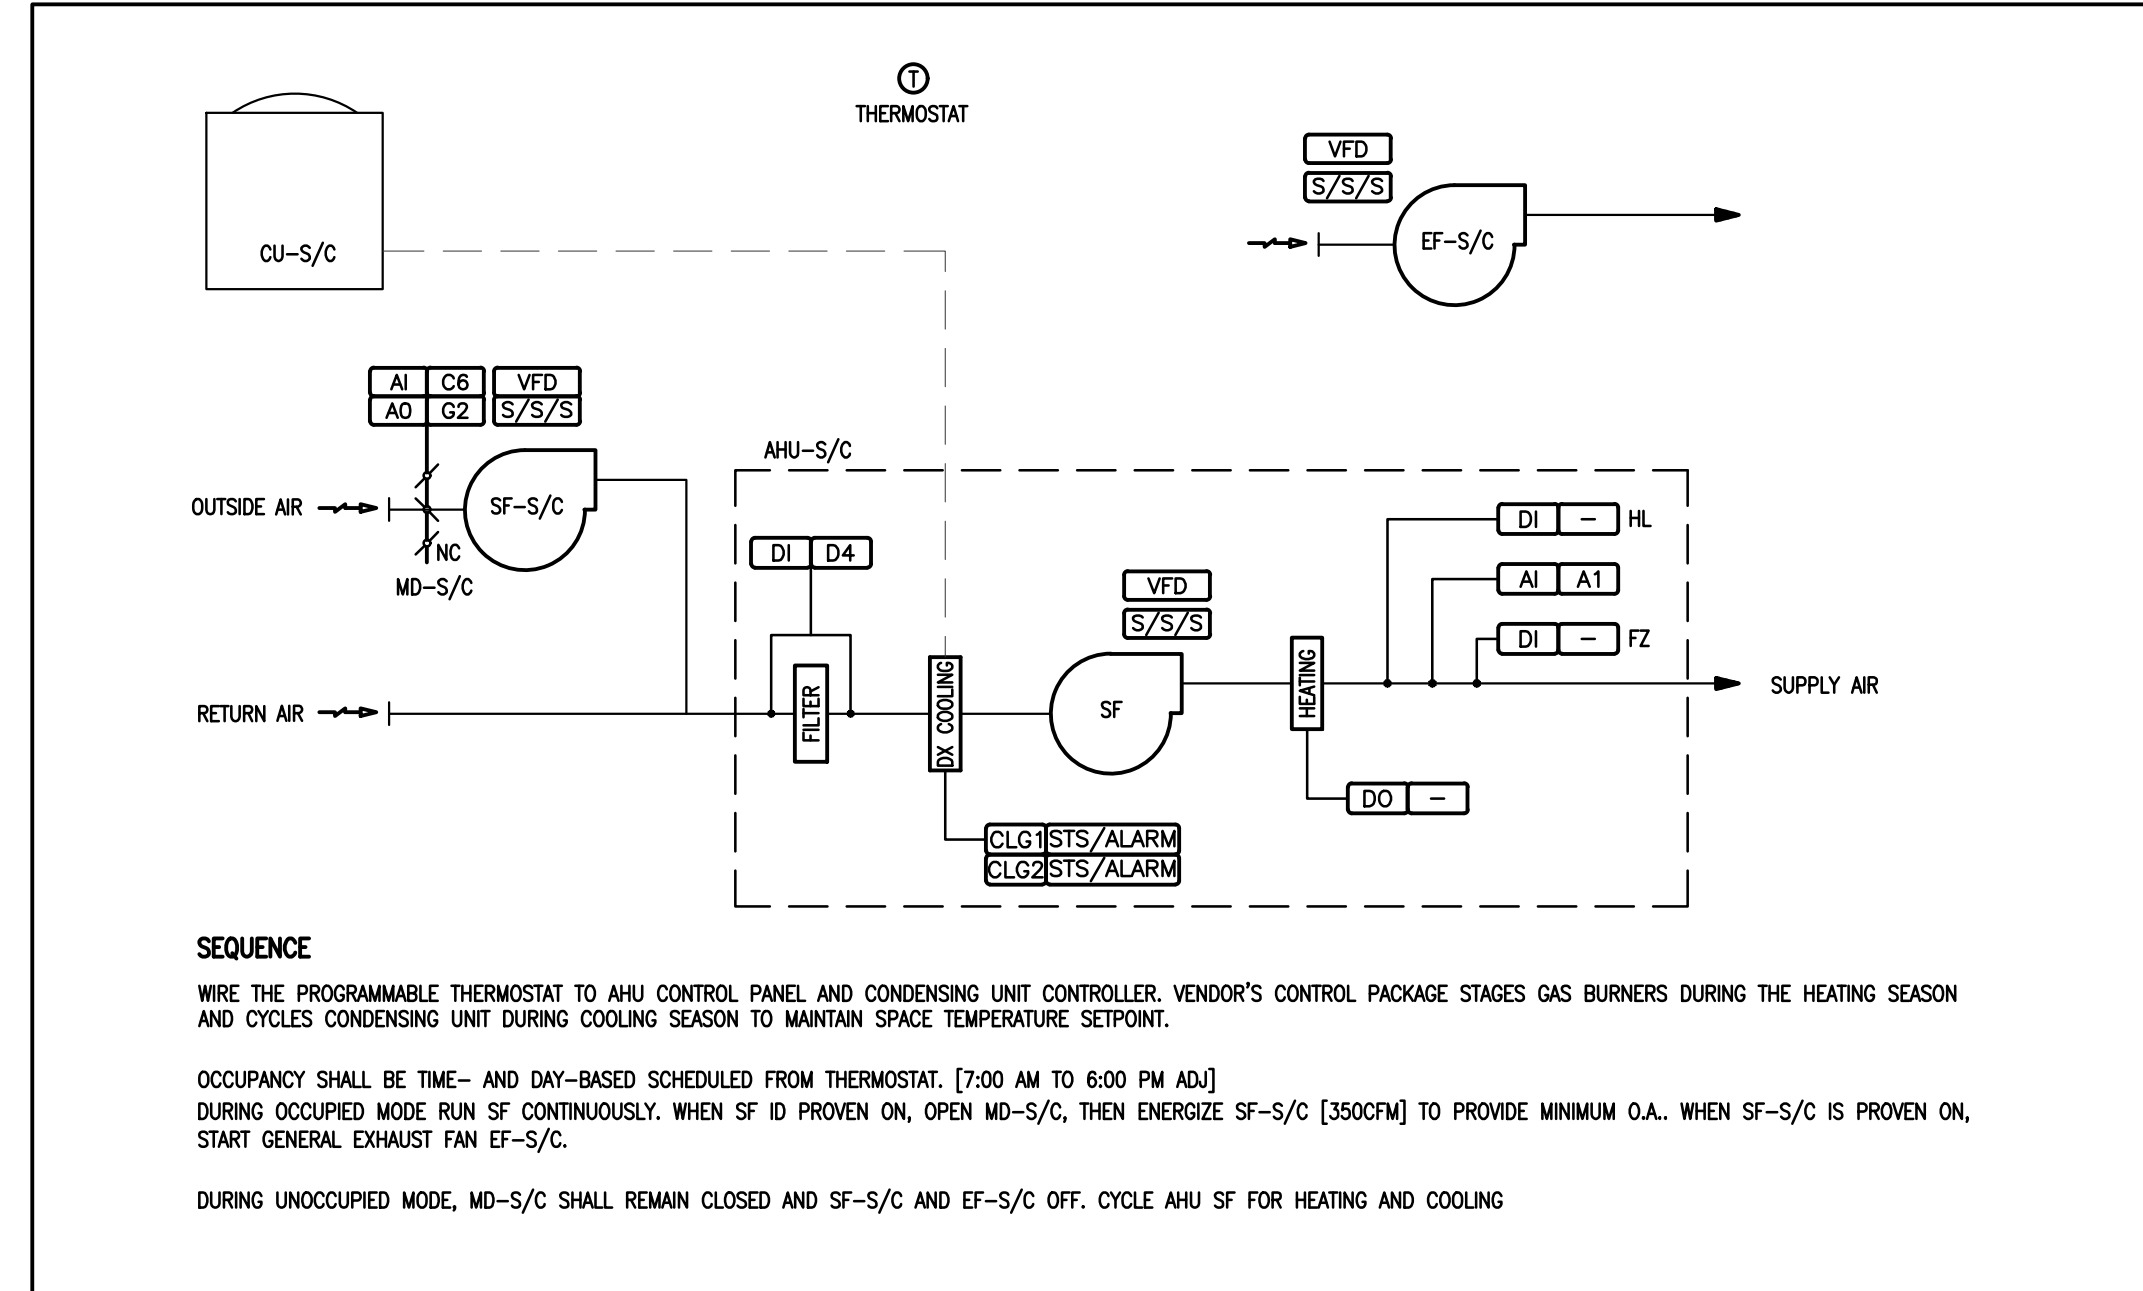 T
THERMOSTAT
VFD
S/S/S
CU-S/C
EF-S/C
AI C6 VFD
AO G2 S/S/S
AHU-S/C
OUTSIDE AIR
SF-S/C
NC
MD-S/C
DI - HL
DI D4
AI A1
VFD
S/S/S
DI - FZ
RETURN AIR
FILTER
DX COOLING
SF
HEATING
SUPPLY AIR
DO -
CLG1 STS/ALARM
CLG2 STS/ALARM
SEQUENCE
WIRE THE PROGRAMMABLE THERMOSTAT TO AHU CONTROL PANEL AND CONDENSING UNIT CONTROLLER. VENDOR'S CONTROL PACKAGE STAGES GAS BURNERS DURING THE HEATING SEASON
AND CYCLES CONDENSING UNIT DURING COOLING SEASON TO MAINTAIN SPACE TEMPERATURE SETPOINT.
OCCUPANCY SHALL BE TIME- AND DAY-BASED SCHEDULED FROM THERMOSTAT. [7:00 AM TO 6:00 PM ADJ]
DURING OCCUPIED MODE RUN SF CONTINUOUSLY. WHEN SF ID PROVEN ON, OPEN MD-S/C, THEN ENERGIZE SF-S/C [350CFM] TO PROVIDE MINIMUM O.A.. WHEN SF-S/C IS PROVEN ON,
START GENERAL EXHAUST FAN EF-S/C.
DURING UNOCCUPIED MODE, MD-S/C SHALL REMAIN CLOSED AND SF-S/C AND EF-S/C OFF. CYCLE AHU SF FOR HEATING AND COOLING